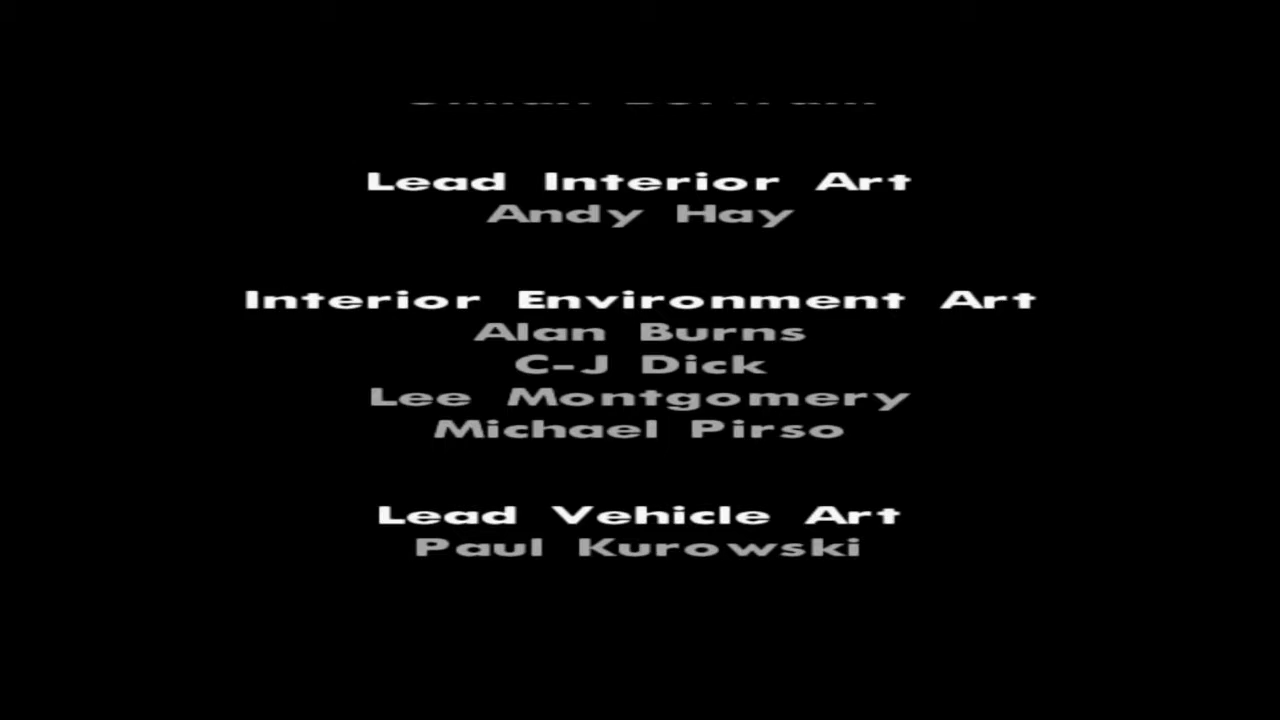 Lead Interior Art
Andy Hay
Interior Environment Art
Alan Burns
C-J Dick
Lee Montgomery
Michael Pirso
Lead Vehicle Art
Paul Kurowski